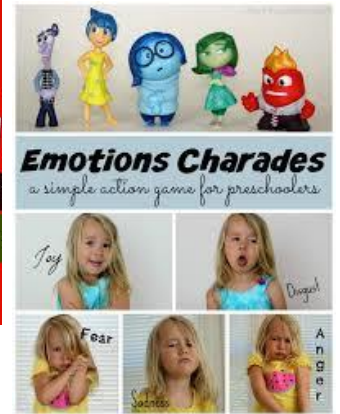 Emotions Charades
a simple action game for preschoolers
Joy
Disgust
Fear
Sadness
Anger